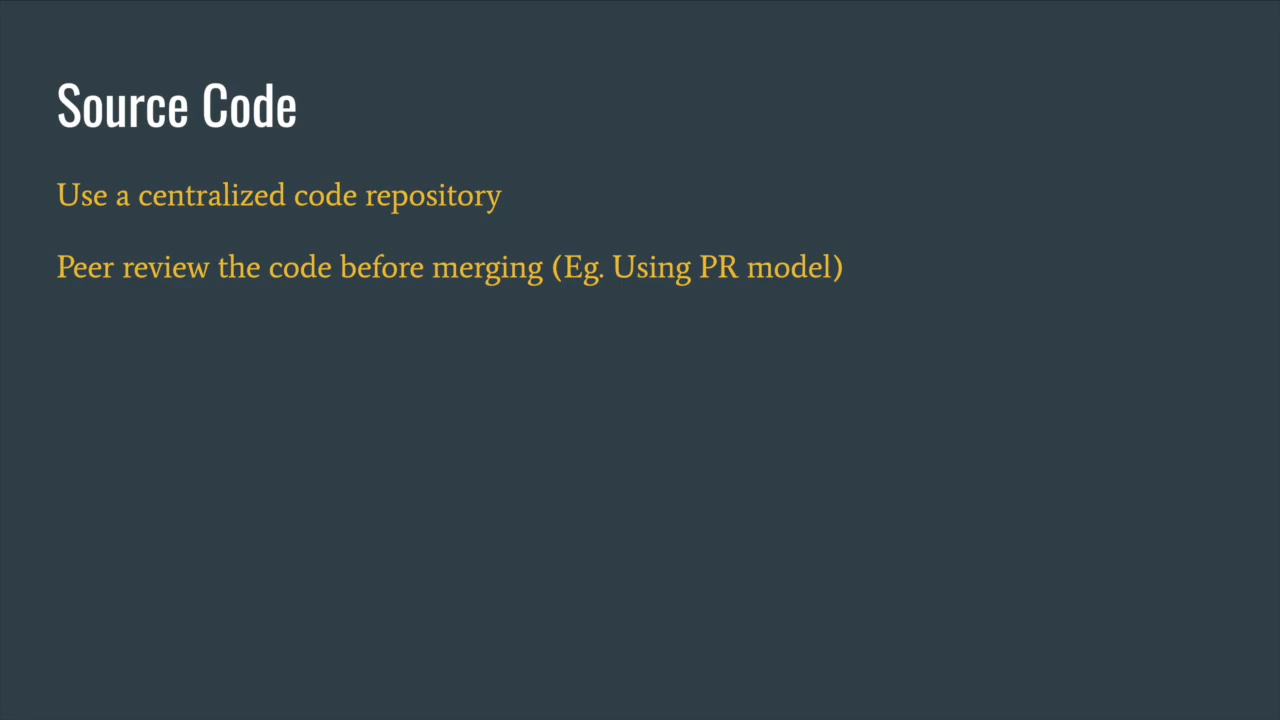 Source Code
Use a centralized code repository
Peer review the code before merging (Eg. Using PR model)